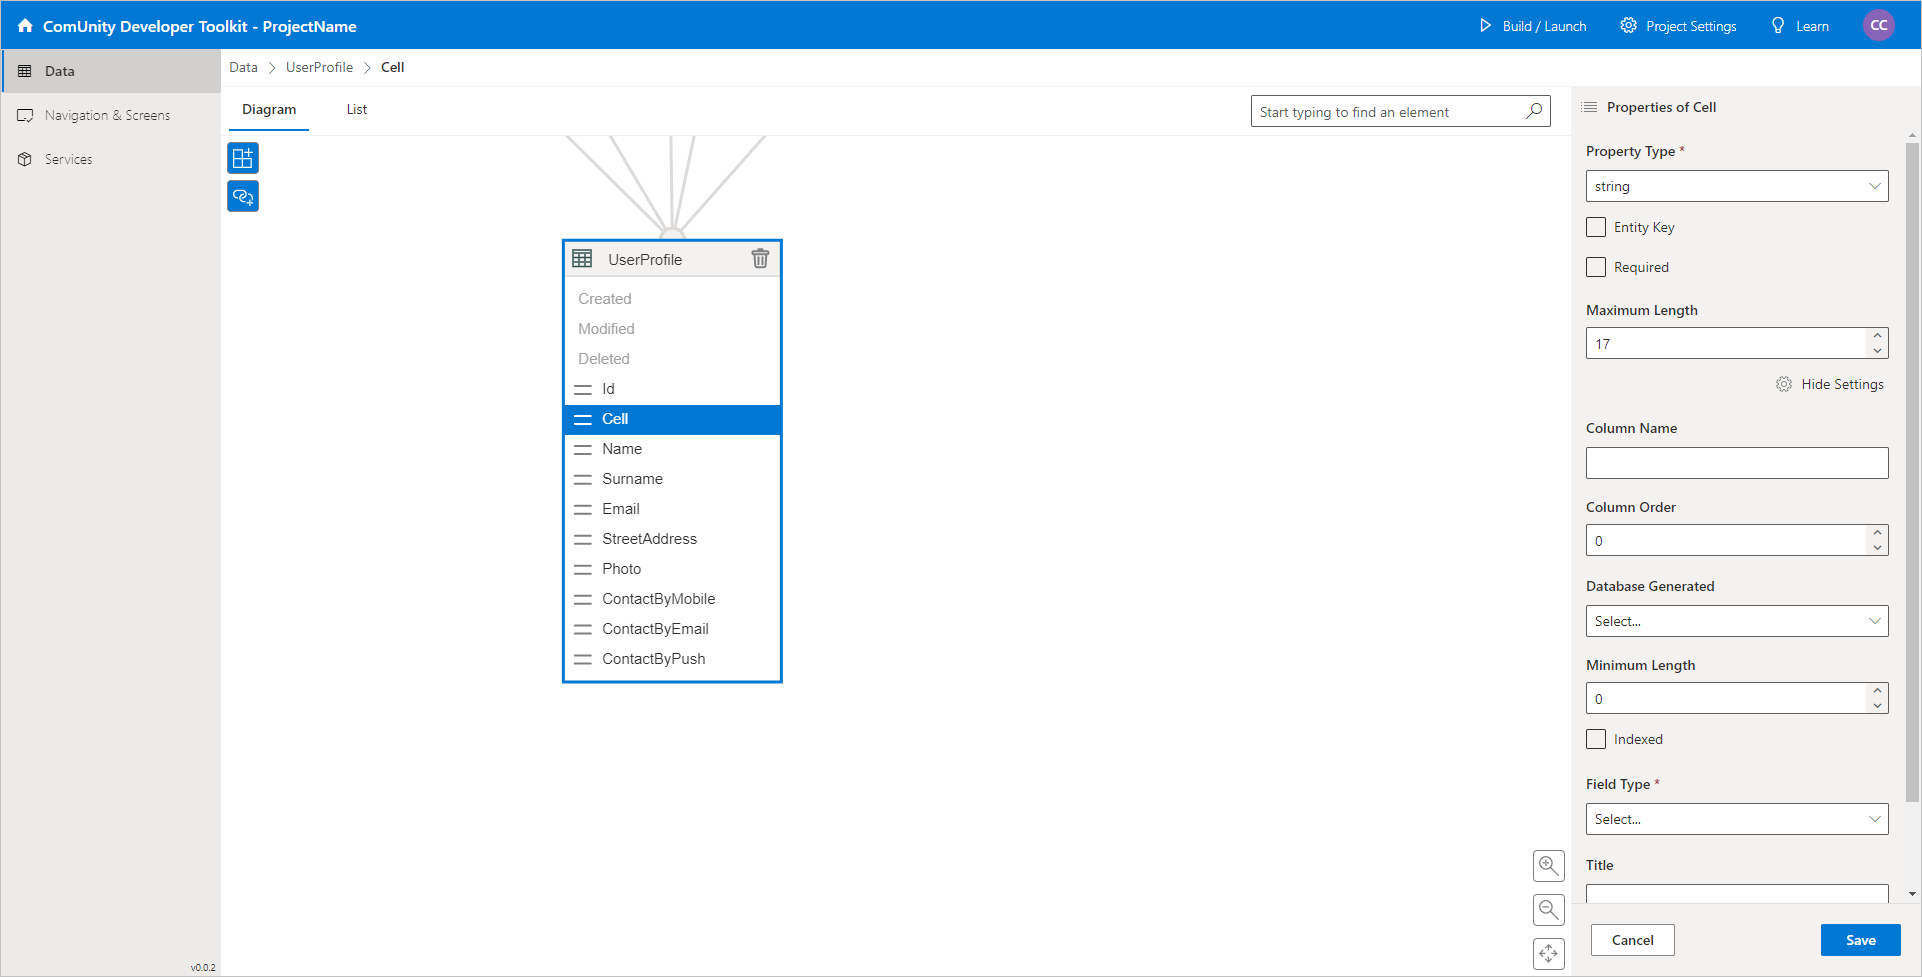 ComUnity Developer Toolkit - ProjectName
Build / Launch
Project Settings
Learn
CC
Data
Navigation & Screens
Services
v0.0.2
Data > UserProfile > Cell
Diagram
List
Start typing to find an element
UserProfile
Created
Modified
Deleted
Id
Cell
Name
Surname
Email
StreetAddress
Photo
ContactByMobile
ContactByEmail
ContactByPush
Properties of Cell
Property Type *
string
Entity Key
Required
Maximum Length
17
Hide Settings
Column Name
Column Order
0
Database Generated
Select...
Minimum Length
0
Indexed
Field Type *
Select...
Title
Cancel
Save